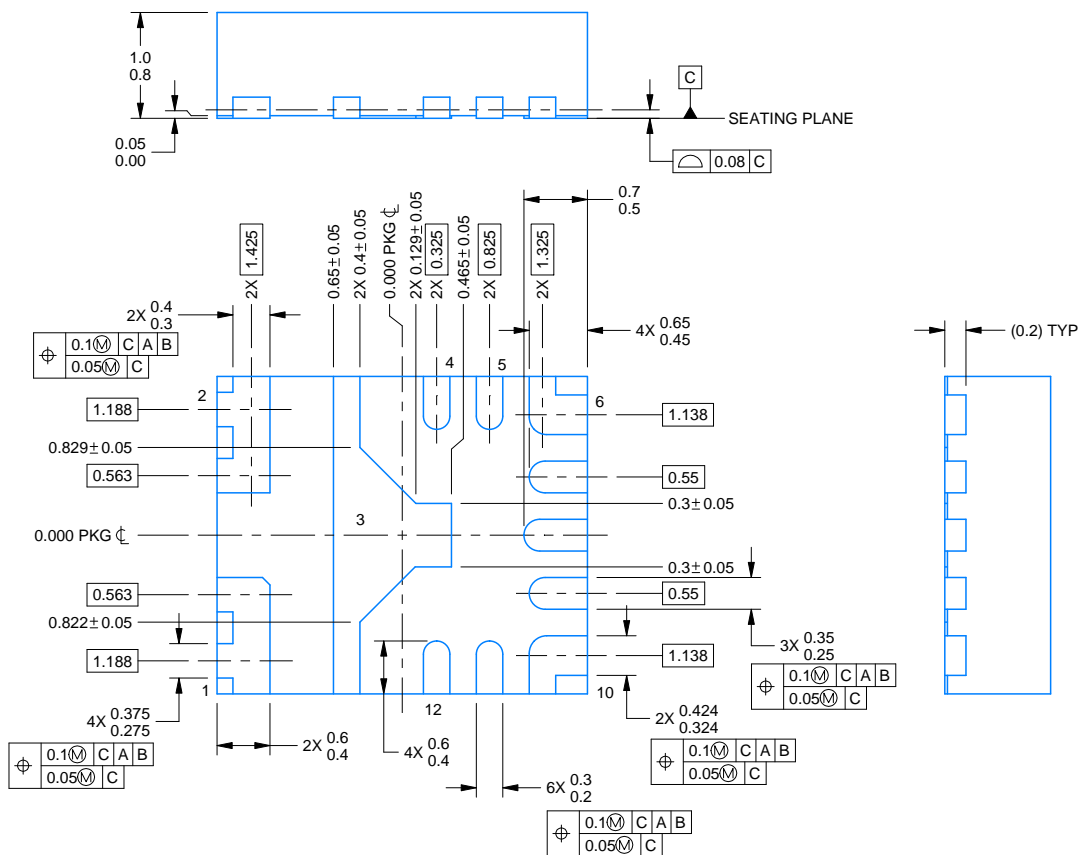 1.0
0.8
0.05
0.00
C
SEATING PLANE
0.08 C
0.7
0.5
2X 1.425
0.65± 0.05
2X 0.4± 0.05
0.000 PKG ℄
2X 0.129± 0.05
2X 0.325
0.465± 0.05
2X 0.825
2X 1.325
2X 0.4
0.3
0.1Ⓜ C A B
0.05Ⓜ C
4X 0.65
0.45
(0.2) TYP
4
5
2
6
1.188
1.138
0.829± 0.05
0.563
0.55
0.3± 0.05
3
0.000 PKG ℄
0.3± 0.05
0.563
0.55
0.822± 0.05
3X 0.35
0.25
0.1Ⓜ C A B
0.05Ⓜ C
1.188
1.138
1
12
10
4X 0.375
0.275
0.1Ⓜ C A B
0.05Ⓜ C
2X 0.6
0.4
4X 0.6
0.4
2X 0.424
0.324
0.1Ⓜ C A B
0.05Ⓜ C
6X 0.3
0.2
0.1Ⓜ C A B
0.05Ⓜ C